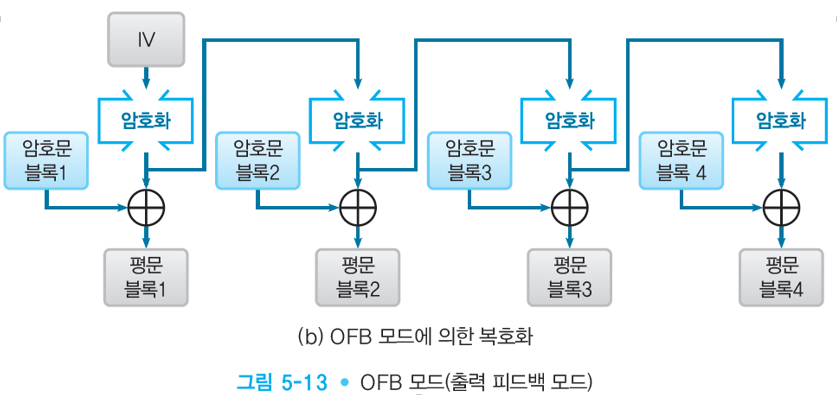 IV
암호화
암호화
암호화
암호화
암호문
블록1
암호문
블록2
암호문
블록3
암호문
블록 4
평문
블록1
평문
블록2
평문
블록3
평문
블록4
(b) OFB 모드에 의한 복호화
그림 5-13 • OFB 모드(출력 피드백 모드)